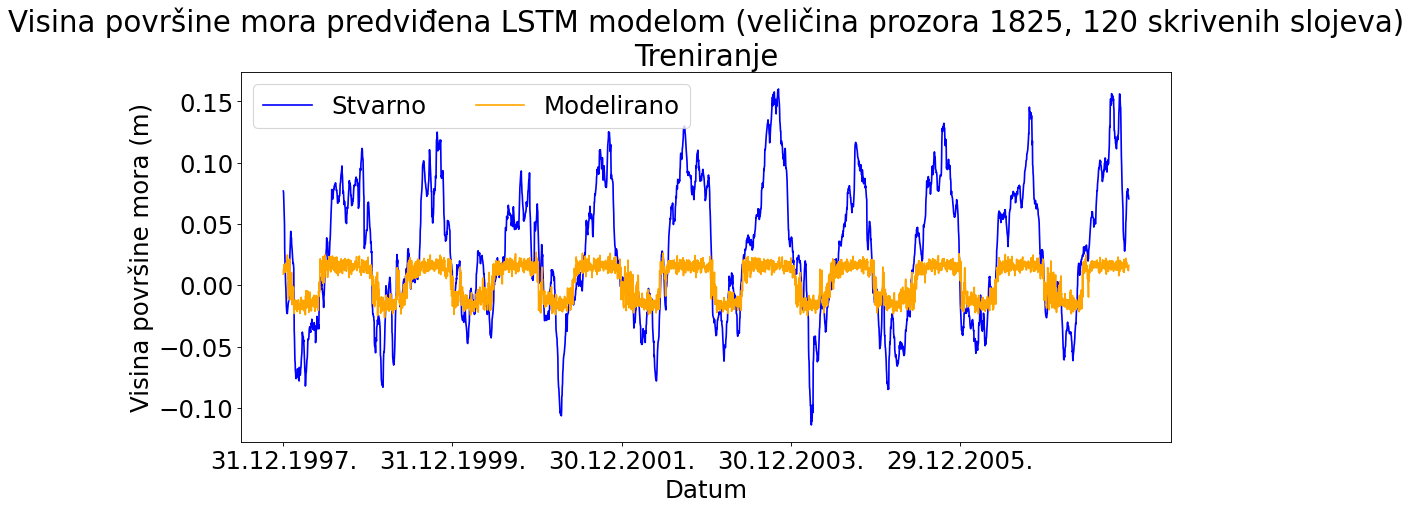 Visina površine mora predviđena LSTM modelom (veličina prozora 1825, 120 skrivenih slojeva)
Treniranje
Stvarno
Modelirano
Visina površine mora (m)
0.15
0.10
0.05
0.00
−0.05
−0.10
31.12.1997.
31.12.1999.
30.12.2001.
30.12.2003.
29.12.2005.
Datum